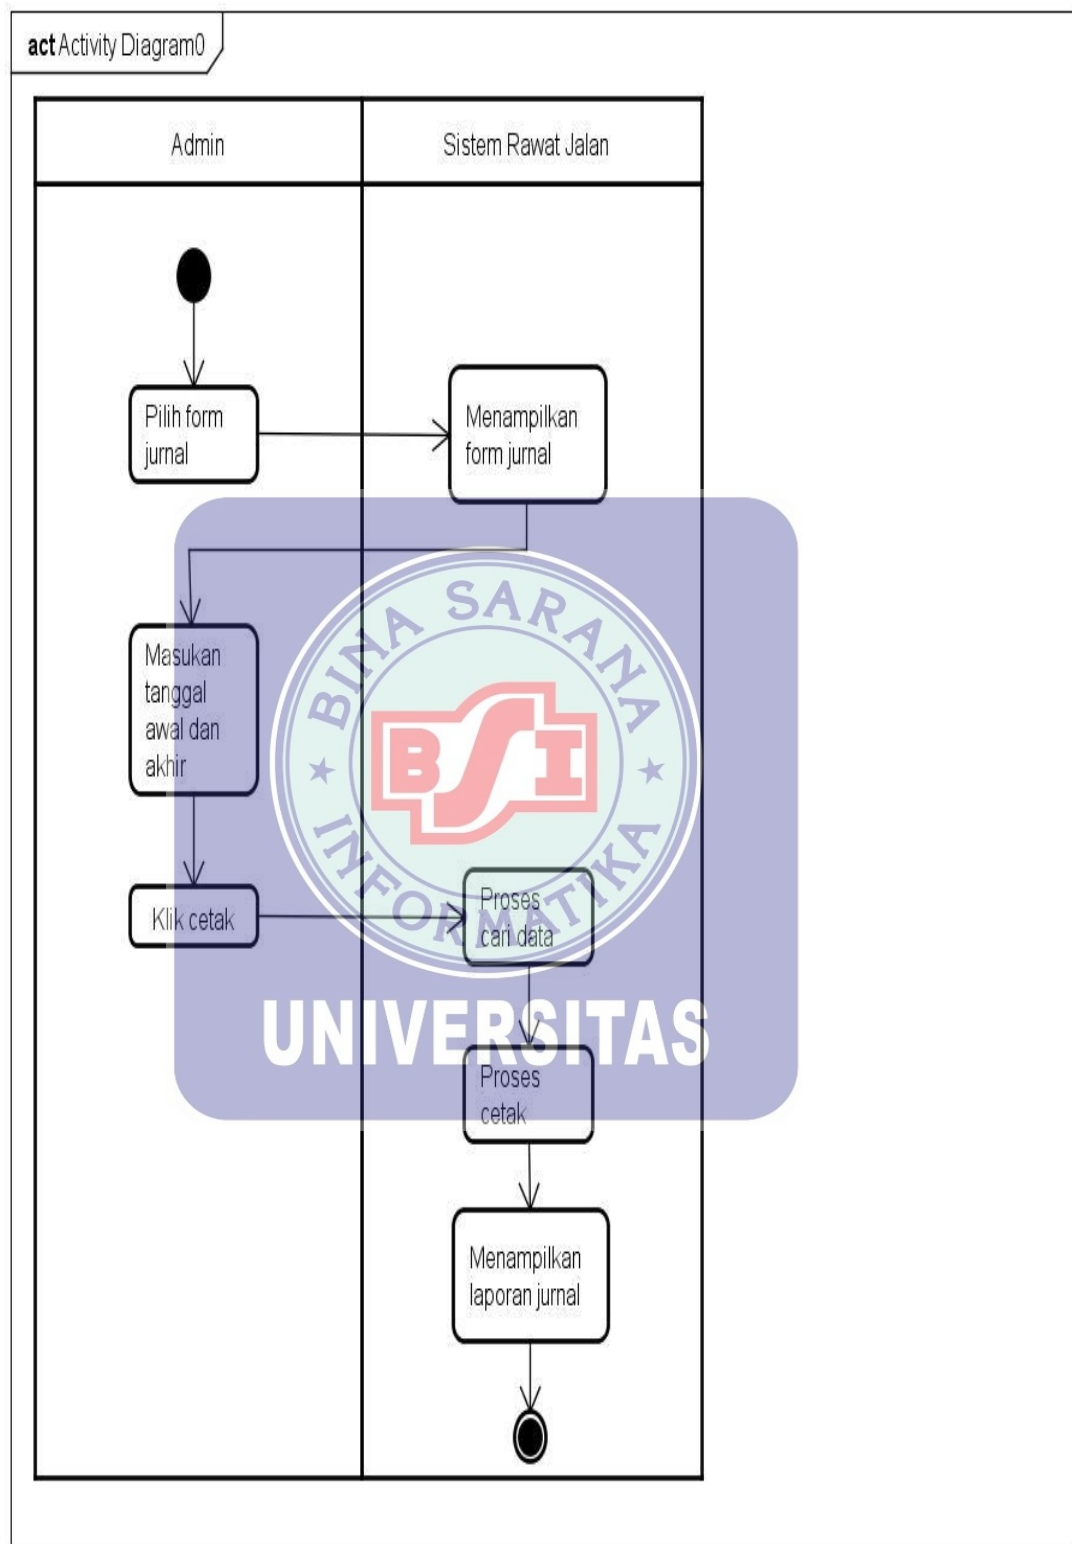 act Activity Diagram0
Admin
Sistem Rawat Jalan
Pilih form
jurnal
Menampilkan
form jurnal
Masukan
tanggal
awal dan
akhir
Klik cetak
Proses
cari data
Proses
cetak
Menampilkan
laporan jurnal
BINA SARANA
BSI
INFORMATIKA
UNIVERSITAS